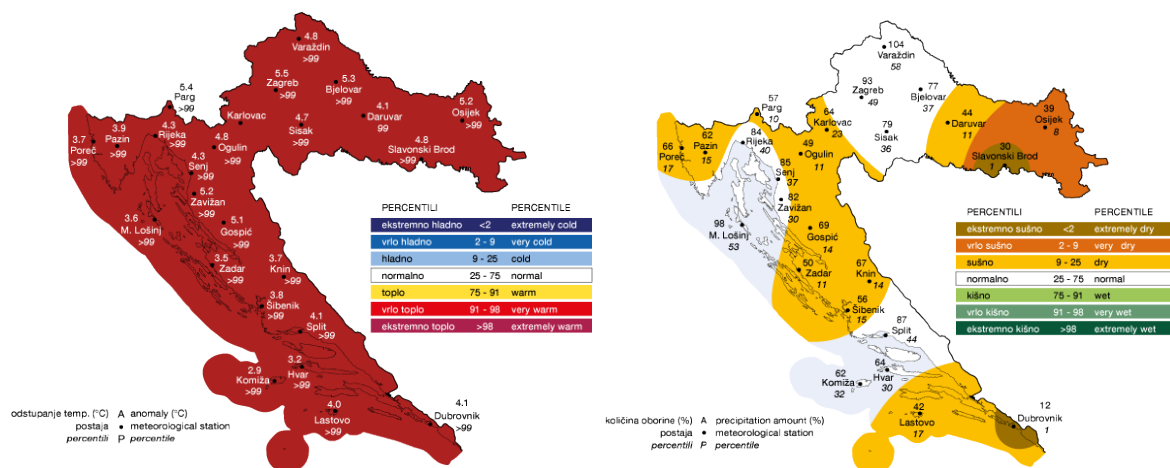 4.8
Varaždin
>99
5.5
Zagreb
>99
5.3
Bjelovar
>99
5.4
Parg
>99
4.1
Daruvar
99
5.2
Osijek
>99
Karlovac
4.7
Sisak
>99
4.8
Slavonski Brod
>99
3.7
Poreč
>99
3.9
Pazin
>99
4.3
Rijeka
>99
4.8
Ogulin
>99
4.3
Senj
>99
5.2
Zavižan
>99
3.6
M. Lošinj
>99
5.1
Gospić
>99
3.5
Zadar
>99
3.7
Knin
>99
3.8
Šibenik
>99
4.1
Split
>99
3.2
Hvar
>99
2.9
Komiža
>99
4.0
Lastovo
>99
4.1
Dubrovnik
>99
PERCENTILI PERCENTILE
ekstremno hladno <2 extremely cold
vrlo hladno 2 - 9 very cold
hladno 9 - 25 cold
normalno 25 - 75 normal
toplo 75 - 91 warm
vrlo toplo 91 - 98 very warm
ekstremno toplo >98 extremely warm
odstupanje temp. (°C) A anomaly (°C)
postaja meteorological station
percentili P percentile
104
Varaždin
58
93
Zagreb
49
77
Bjelovar
37
57
Parg
10
64
Karlovac
23
79
Sisak
36
44
Daruvar
11
39
Osijek
8
30
Slavonski Brod
1
66
Poreč
17
62
Pazin
15
84
Rijeka
40
49
Ogulin
11
85
Senj
37
82
Zavižan
30
98
M. Lošinj
53
69
Gospić
14
50
Zadar
11
67
Knin
14
56
Šibenik
15
87
Split
44
64
Hvar
30
62
Komiža
32
42
Lastovo
17
12
Dubrovnik
1
PERCENTILI PERCENTILE
ekstremno sušno <2 extremely dry
vrlo sušno 2 - 9 very dry
sušno 9 - 25 dry
normalno 25 - 75 normal
kišno 75 - 91 wet
vrlo kišno 91 - 98 very wet
ekstremno kišno >98 extremely wet
količina oborine (%) A precipitation amount (%)
postaja meteorological station
percentili P percentile